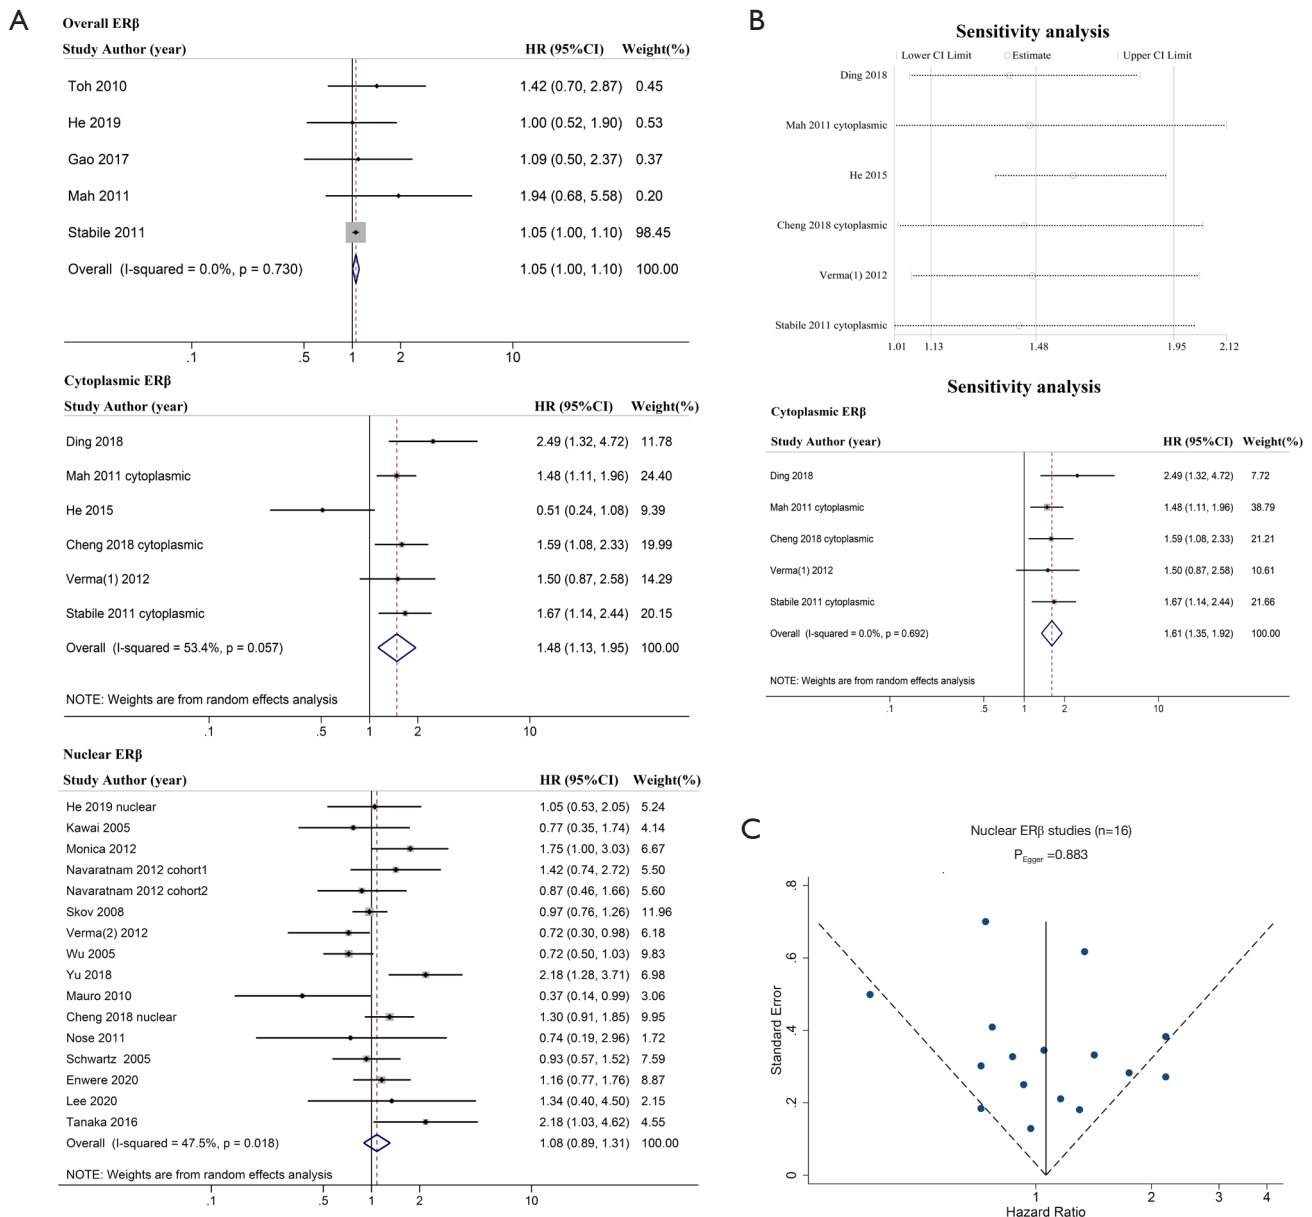 A
Overall ERβ
Study Author (year) HR (95%CI) Weight(%)
Toh 2010 1.42 (0.70, 2.87) 0.45
He 2019 1.00 (0.52, 1.90) 0.53
Gao 2017 1.09 (0.50, 2.37) 0.37
Mah 2011 1.94 (0.68, 5.58) 0.20
Stabile 2011 1.05 (1.00, 1.10) 98.45
Overall (I-squared = 0.0%, p = 0.730) 1.05 (1.00, 1.10) 100.00
.1 .5 1 2 10
Cytoplasmic ERβ
Study Author (year) HR (95%CI) Weight(%)
Ding 2018 2.49 (1.32, 4.72) 11.78
Mah 2011 cytoplasmic 1.48 (1.11, 1.96) 24.40
He 2015 0.51 (0.24, 1.08) 9.39
Cheng 2018 cytoplasmic 1.59 (1.08, 2.33) 19.99
Verma(1) 2012 1.50 (0.87, 2.58) 14.29
Stabile 2011 cytoplasmic 1.67 (1.14, 2.44) 20.15
Overall (I-squared = 53.4%, p = 0.057) 1.48 (1.13, 1.95) 100.00
NOTE: Weights are from random effects analysis
.1 .5 1 2 10
Nuclear ERβ
Study Author (year) HR (95%CI) Weight(%)
He 2019 nuclear 1.05 (0.53, 2.05) 5.24
Kawai 2005 0.77 (0.35, 1.74) 4.14
Monica 2012 1.75 (1.00, 3.03) 6.67
Navaratnam 2012 cohort1 1.42 (0.74, 2.72) 5.50
Navaratnam 2012 cohort2 0.87 (0.46, 1.66) 5.60
Skov 2008 0.97 (0.76, 1.26) 11.96
Verma(2) 2012 0.72 (0.30, 0.98) 6.18
Wu 2005 0.72 (0.50, 1.03) 9.83
Yu 2018 2.18 (1.28, 3.71) 6.98
Mauro 2010 0.37 (0.14, 0.99) 3.06
Cheng 2018 nuclear 1.30 (0.91, 1.85) 9.95
Nose 2011 0.74 (0.19, 2.96) 1.72
Schwartz 2005 0.93 (0.57, 1.52) 7.59
Enwere 2020 1.16 (0.77, 1.76) 8.87
Lee 2020 1.34 (0.40, 4.50) 2.15
Tanaka 2016 2.18 (1.03, 4.62) 4.55
Overall (I-squared = 47.5%, p = 0.018) 1.08 (0.89, 1.31) 100.00
NOTE: Weights are from random effects analysis
.1 .5 1 2 10
B
Sensitivity analysis
Lower CI Limit Estimate Upper CI Limit
Ding 2018
Mah 2011 cytoplasmic
He 2015
Cheng 2018 cytoplasmic
Verma(1) 2012
Stabile 2011 cytoplasmic
1.01 1.13 1.48 1.95 2.12
Sensitivity analysis
Cytoplasmic ERβ
Study Author (year) HR (95%CI) Weight(%)
Ding 2018 2.49 (1.32, 4.72) 7.72
Mah 2011 cytoplasmic 1.48 (1.11, 1.96) 38.79
Cheng 2018 cytoplasmic 1.59 (1.08, 2.33) 21.21
Verma(1) 2012 1.50 (0.87, 2.58) 10.61
Stabile 2011 cytoplasmic 1.67 (1.14, 2.44) 21.66
Overall (I-squared = 0.0%, p = 0.692) 1.61 (1.35, 1.92) 100.00
NOTE: Weights are from random effects analysis
.1 .5 1 2 10
C
Nuclear ERβ studies (n=16)
P Egger =0.883
Standard Error
.8
.6
.4
.2
0
1 2 3 4
Hazard Ratio